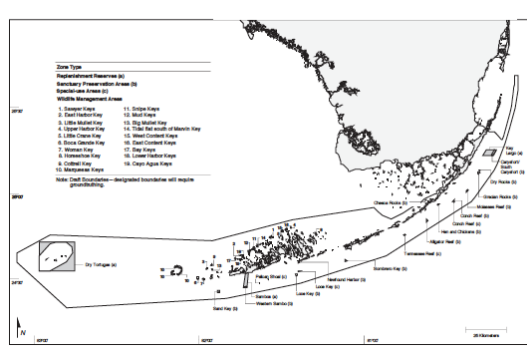 Zone Type
Replenishment Reserves (a)
Sanctuary Preservation Areas (b)
Special-use Areas (c)
Wildlife Management Areas
1. Sawyer Keys
2. East Harbor Key
3. Little Mullet Key
4. Upper Harbor Key
5. Little Crane Key
6. Boca Grande Key
7. Woman Key
8. Horseshoe Key
9. Cottrell Key
10. Marquesas Keys
11. Snipe Keys
12. Mud Keys
13. Big Mullet Key
14. Tidal flat south of Marvin Key
15. West Content Keys
16. East Content Keys
17. Bay Keys
18. Lower Harbor Keys
19. Cayo Agua Keys
Note: Draft Boundaries—designated boundaries will require
groundtruthing.
Key
Largo (a)
Carysfort/
South
Carysfort (b)
Dry Rocks (b)
Grecian Rocks (b)
Molasses Reef (b)
Conch Reef (b)
Conch Reef (c)
Hen and Chickens (b)
Alligator Reef (b)
Tennessee Reef (c)
Cheeca Rocks (b)
Sombrero Key (b)
Newfound Harbor (b)
Looe Key (c)
Looe Key (b)
Pelican Shoal (c)
Sambos (a)
Western Sambo (b)
Sand Key (b)
Dry Tortugas (a)
N
25 Kilometers